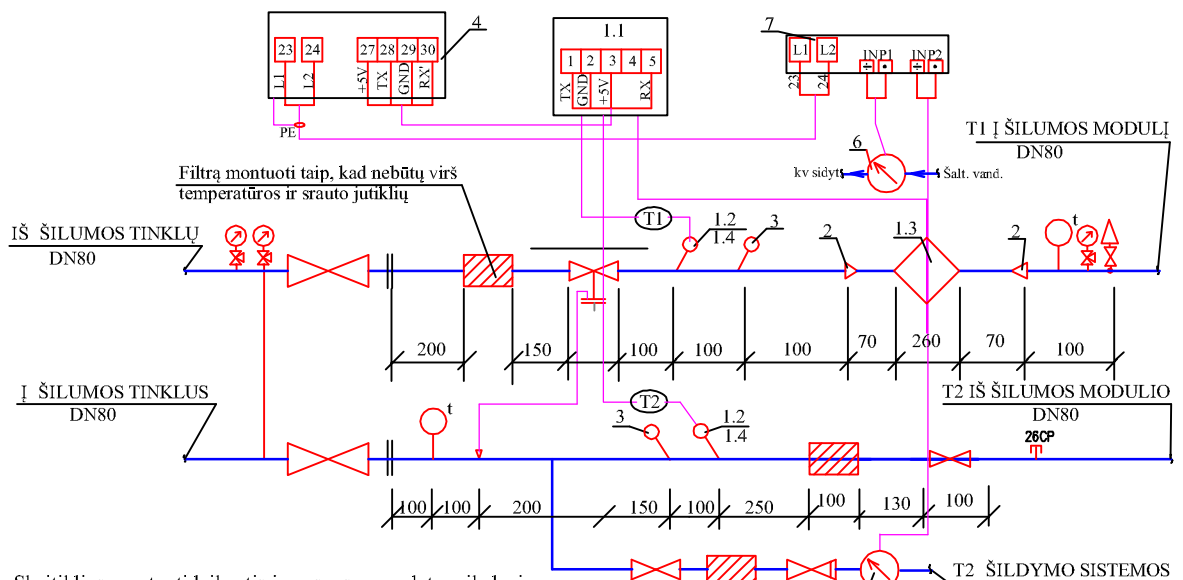 23 24 27 28 29 30
L1 L2 +5V TX GND RX'
PE
4
1.1
1 2 3 4 5
TX GND +5V RX
7
L1 L2 INP1 INP2
÷ • ÷ •
23 24
T1 Į ŠILUMOS MODULĮ
DN80
6
kv sidyt
Šalt. vand.
Filtrą montuoti taip, kad nebūtų virš
temperatūros ir srauto jutiklių
IŠ ŠILUMOS TINKLŲ
DN80
T1
1.2
1.4
3
2
1.3
2
t
200 150 100 100 100 70 260 70 100
Į ŠILUMOS TINKLUS
DN80
t
T2
3
1.2
1.4
T2 IŠ ŠILUMOS MODULIO
DN80
26CP
100 100 200 150 100 250 100 130 100
T2 ŠILDYMO SISTEMOS